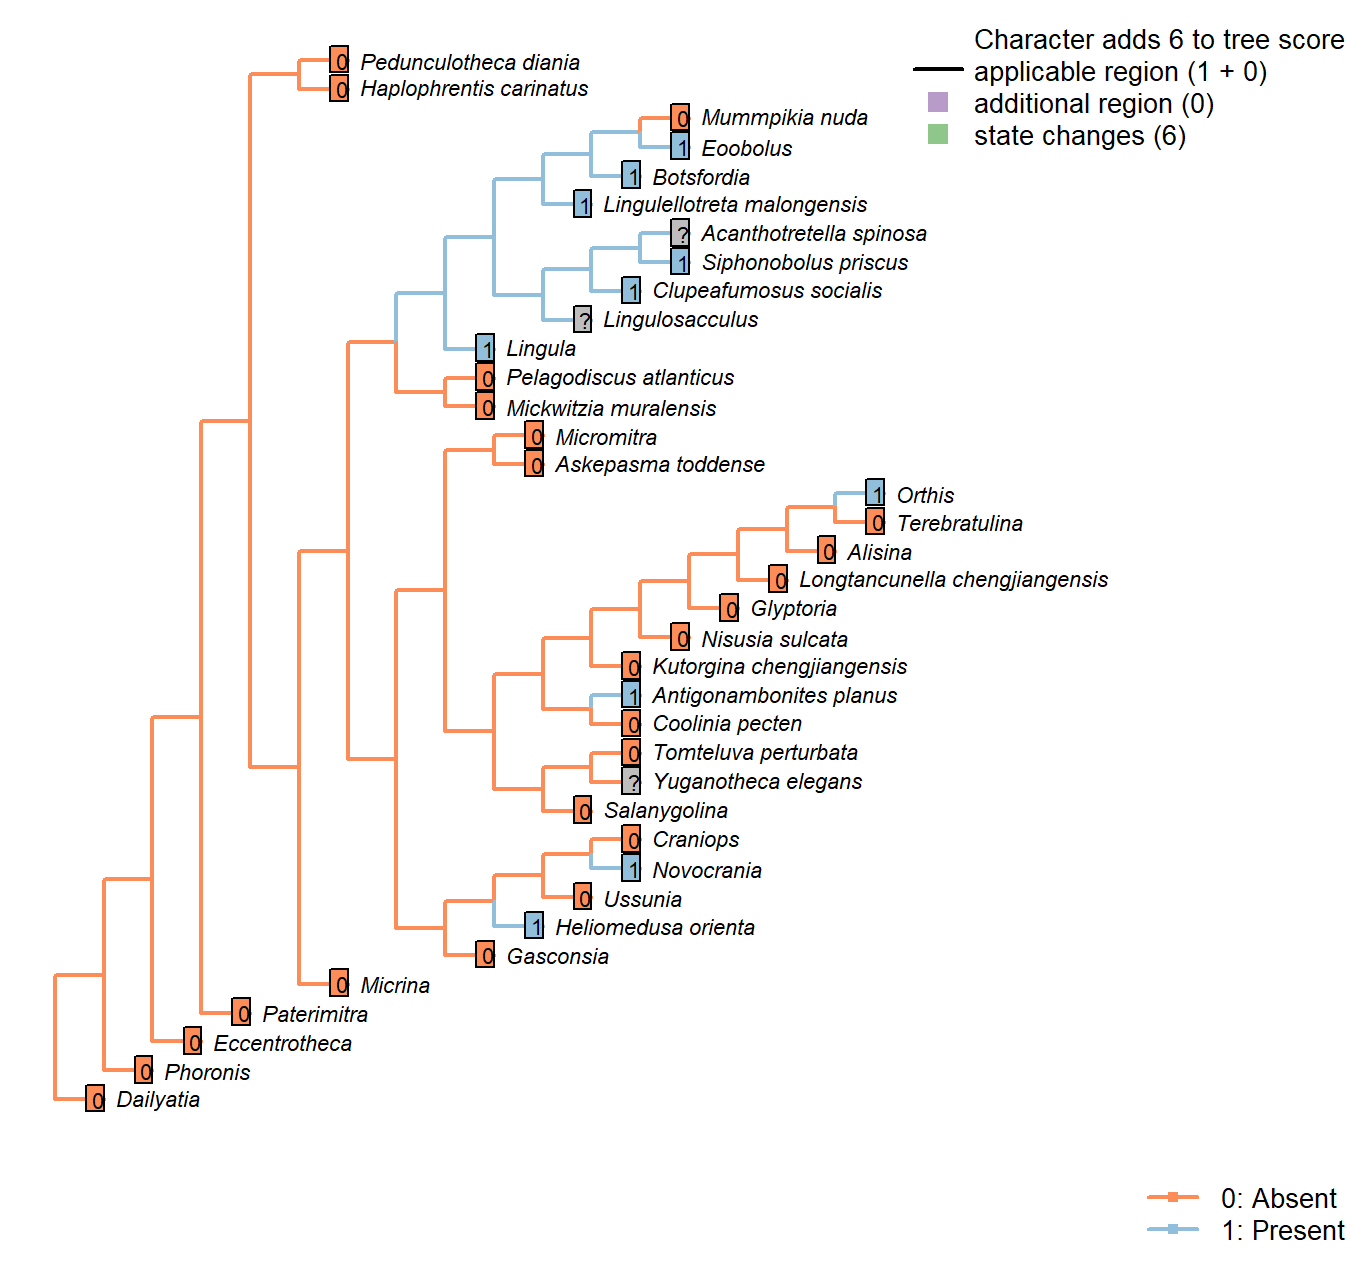 Character adds 6 to tree score
applicable region (1 + 0)
additional region (0)
state changes (6)
0 Pedunculotheca diania
0 Haplophrentis carinatus
0 Mummpikia nuda
1 Eoobolus
1 Botsfordia
1 Lingulellotreta malongensis
? Acanthotretella spinosa
1 Siphonobolus priscus
1 Clupeafumosus socialis
? Lingulosacculus
1 Lingula
0 Pelagodiscus atlanticus
0 Mickwitzia muralensis
0 Micromitra
0 Askepasma toddense
1 Orthis
0 Terebratulina
0 Alisina
0 Longtancunella chengjiangensis
0 Glyptoria
0 Nisusia sulcata
0 Kutorgina chengjiangensis
1 Antigonambonites planus
0 Coolinia pecten
0 Tomteluva perturbata
? Yuganotheca elegans
0 Salanygolina
0 Craniops
1 Novocrania
0 Ussunia
1 Heliomedusa orienta
0 Gasconsia
0 Micrina
0 Paterimitra
0 Eccentrotheca
0 Phoronis
0 Dailyatia
0: Absent
1: Present